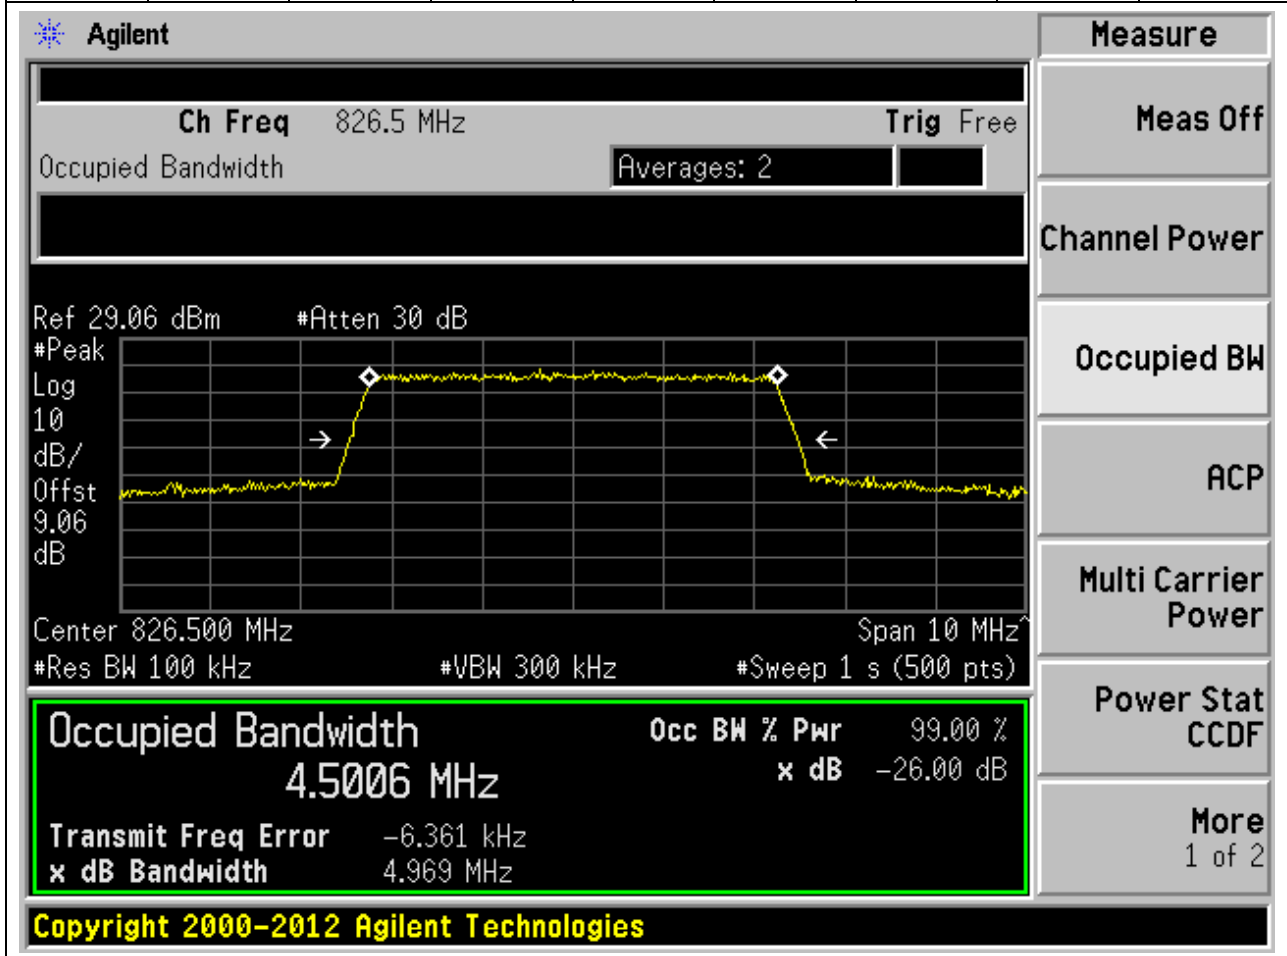 Agilent
Measure
Ch Freq 826.5 MHz Trig Free
Meas Off
Occupied Bandwidth Averages: 2
Channel Power
Ref 29.06 dBm #Atten 30 dB
#Peak
Log
10
dB/
Offst
9.06
dB
Occupied BW
ACP
Multi Carrier
Power
Center 826.500 MHz Span 10 MHz^
#Res BW 100 kHz #VBW 300 kHz #Sweep 1 s (500 pts)
Power Stat
CCDF
Occupied Bandwidth Occ BW % Pwr 99.00 %
4.5006 MHz x dB -26.00 dB
Transmit Freq Error -6.361 kHz
x dB Bandwidth 4.969 MHz
More
1 of 2
Copyright 2000-2012 Agilent Technologies